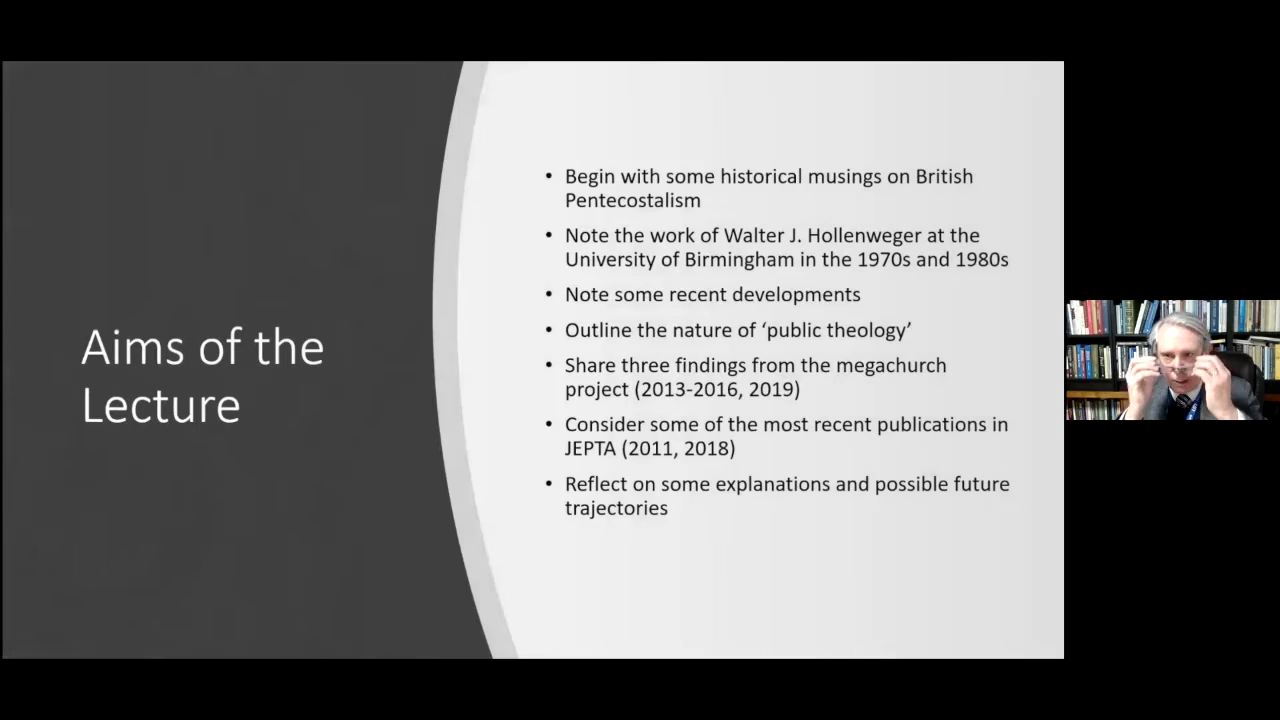 Aims of the
Lecture
• Begin with some historical musings on British
Pentecostalism
• Note the work of Walter J. Hollenweger at the
University of Birmingham in the 1970s and 1980s
• Note some recent developments
• Outline the nature of ‘public theology’
• Share three findings from the megachurch
project (2013-2016, 2019)
• Consider some of the most recent publications in
JEPTA (2011, 2018)
• Reflect on some explanations and possible future
trajectories